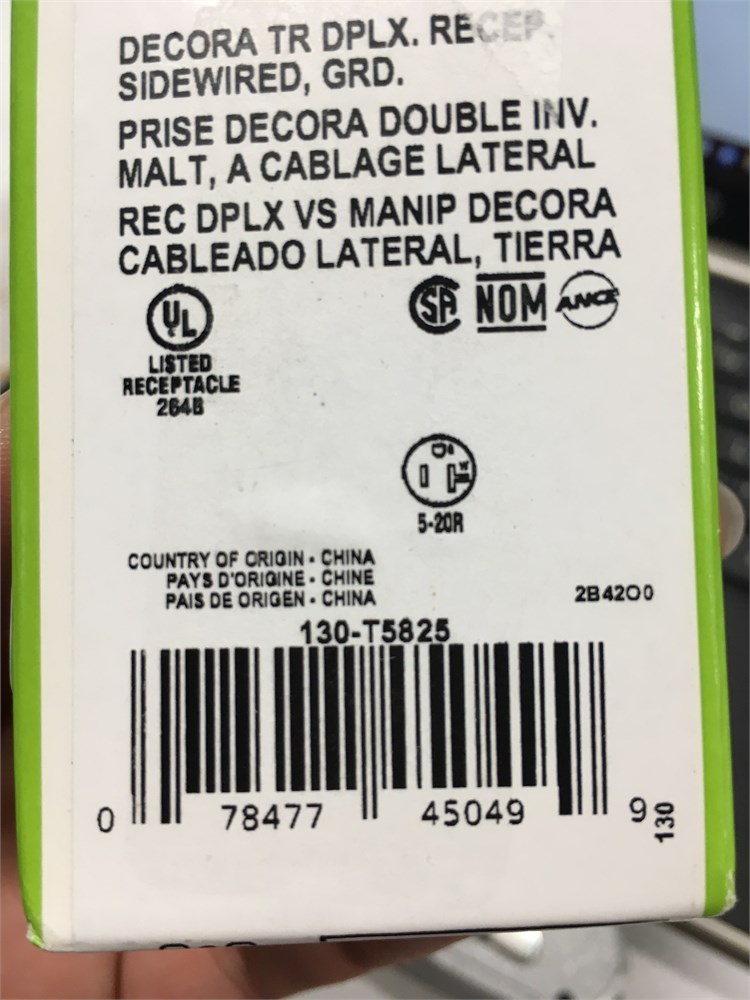 DECORA TR DPLX. RECEP.
SIDEWIRED, GRD.
PRISE DECORA DOUBLE INV.
MALT, A CABLAGE LATERAL
REC DPLX VS MANIP DECORA
CABLEADO LATERAL, TIERRA
UL
LISTED
RECEPTACLE
264B
SA NOM ANCE
G
W
5-20R
COUNTRY OF ORIGIN - CHINA
PAYS D'ORIGINE - CHINE
PAIS DE ORIGEN - CHINA
2B42O0
130-T5825
0 78477 45049 9
130